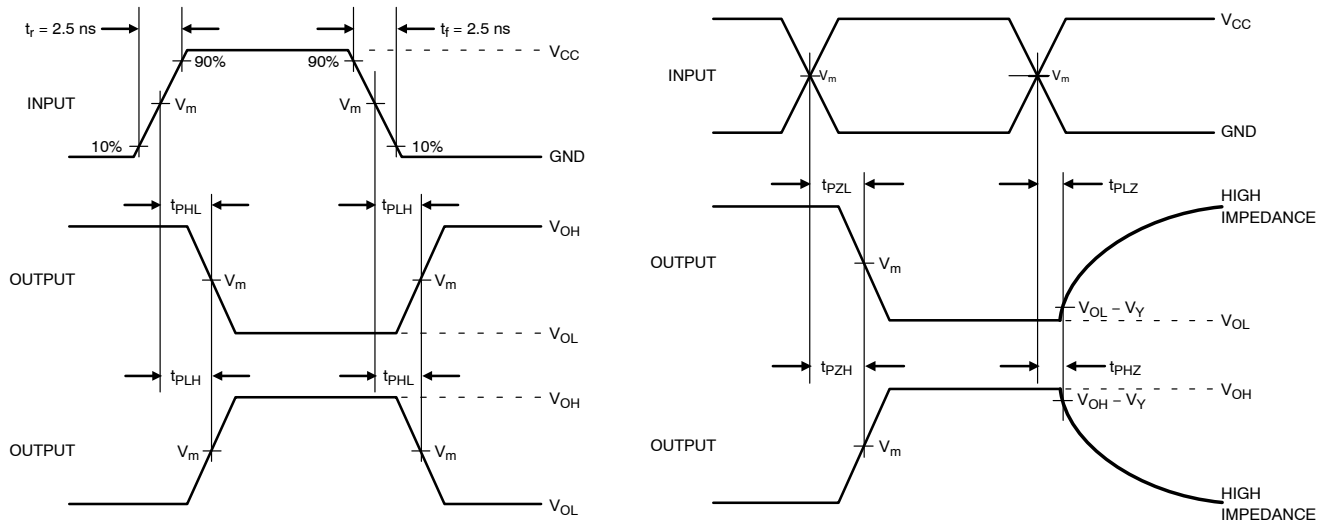 tr = 2.5 ns
tf = 2.5 ns
VCC
90%
90%
INPUT
Vm
Vm
10%
10%
GND
tPHL
tPLH
VOH
OUTPUT
Vm
Vm
VOL
tPLH
tPHL
VOH
OUTPUT
Vm
Vm
VOL
VCC
INPUT
Vm
Vm
GND
tPZL
tPLZ
HIGH
IMPEDANCE
OUTPUT
Vm
VOL – VY
VOL
tPZH
tPHZ
VOH
VOH – VY
OUTPUT
Vm
HIGH
IMPEDANCE